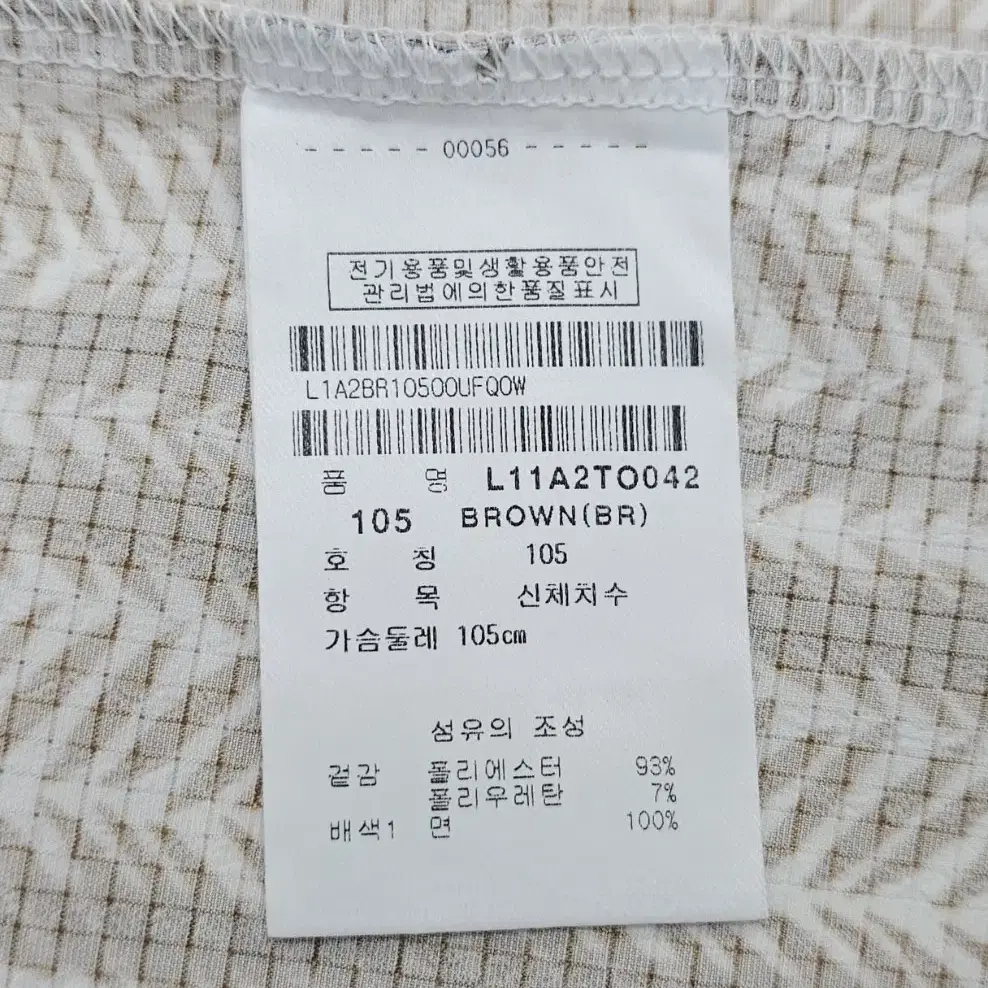 - - - - - 00056 - - - - -
전기용품및생활용품안전
관리법에의한품질표시
L1A2BR10500UFQ0W
품 명 L11A2TO042
105 BROWN(BR)
호 칭 105
항 목 신체치수
가슴둘레 105cm
섬유의 조성
겉감 폴리에스터 93%
폴리우레탄 7%
배색1 면 100%